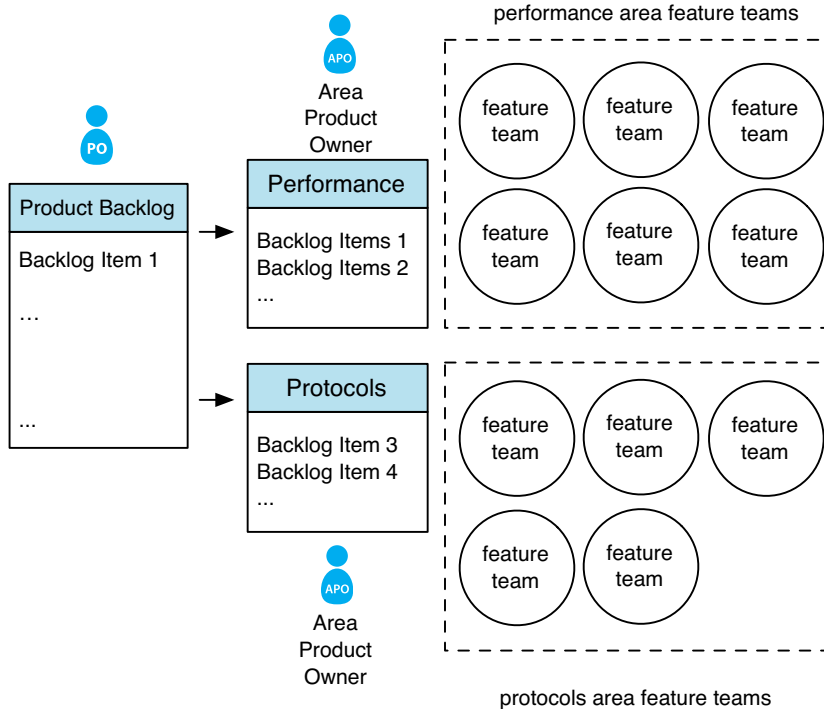 performance area feature teams
APO
Area
Product
Owner
PO
Product Backlog
Backlog Item 1
...
...
Performance
Backlog Items 1
Backlog Items 2
...
feature
team
feature
team
feature
team
feature
team
feature
team
feature
team
Protocols
Backlog Item 3
Backlog Item 4
...
APO
Area
Product
Owner
feature
team
feature
team
feature
team
feature
team
feature
team
protocols area feature teams